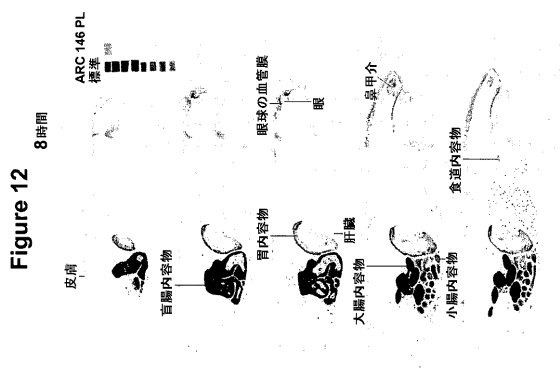 Figure 12
8時間
ARC 146 PL
標準
皮膚
盲腸内容物
胃内容物
肝臓
眼球の血管膜
眼
大腸内容物
小腸内容物
鼻甲介
食道内容物